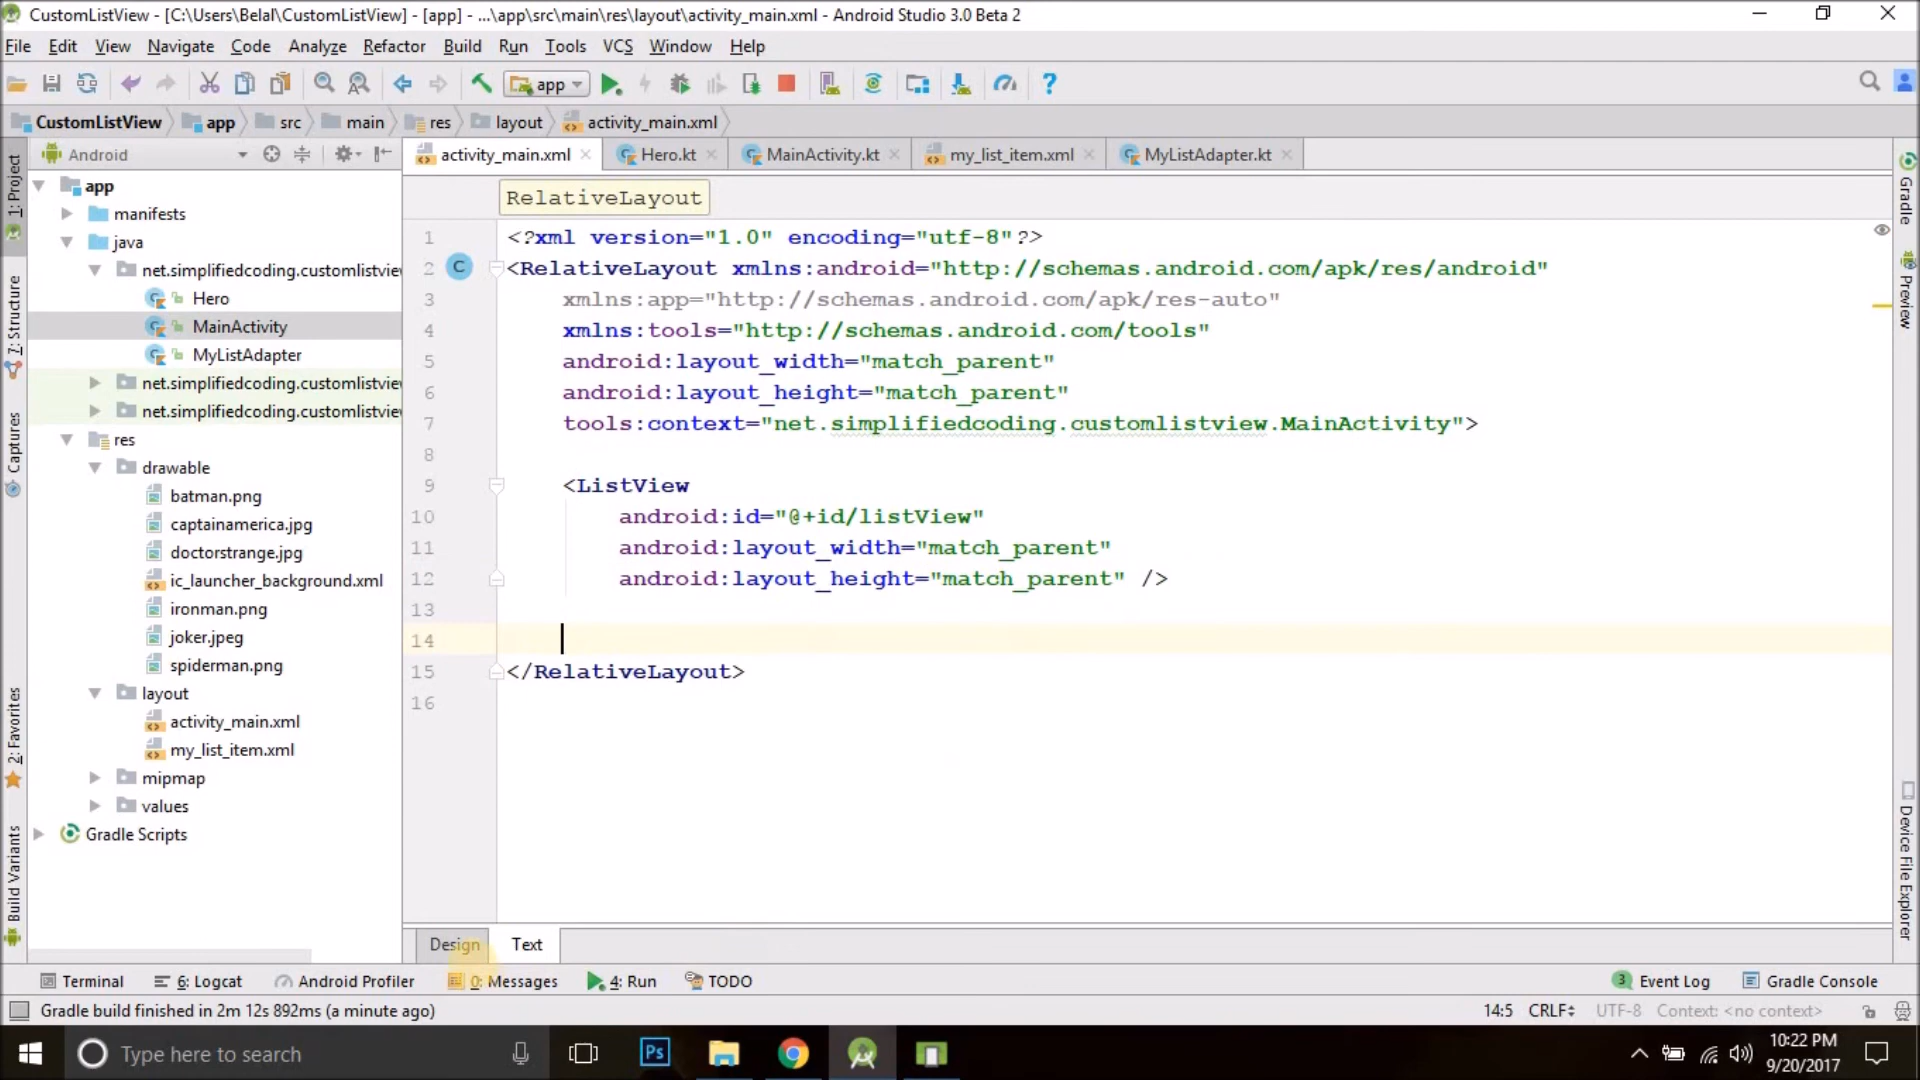 CustomListView - [C:\Users\Belal\CustomListView] - [app] - ...\app\src\main\res\layout\activity_main.xml - Android Studio 3.0 Beta 2
File Edit View Navigate Code Analyze Refactor Build Run Tools VCS Window Help
app
CustomListView app src main res layout activity_main.xml
Android
activity_main.xml Hero.kt MainActivity.kt my_list_item.xml MyListAdapter.kt
1: Project
7: Structure
Captures
2: Favorites
Build Variants
app
manifests
java
net.simplifiedcoding.customlistvie
Hero
MainActivity
MyListAdapter
net.simplifiedcoding.customlistvie
net.simplifiedcoding.customlistvie
res
drawable
batman.png
captainamerica.jpg
doctorstrange.jpg
ic_launcher_background.xml
ironman.png
joker.jpeg
spiderman.png
layout
activity_main.xml
my_list_item.xml
mipmap
values
Gradle Scripts
RelativeLayout
1 <?xml version="1.0" encoding="utf-8"?>
2 <RelativeLayout xmlns:android="http://schemas.android.com/apk/res/android"
3 xmlns:app="http://schemas.android.com/apk/res-auto"
4 xmlns:tools="http://schemas.android.com/tools"
5 android:layout_width="match_parent"
6 android:layout_height="match_parent"
7 tools:context="net.simplifiedcoding.customlistview.MainActivity">
8
9 <ListView
10 android:id="@+id/listView"
11 android:layout_width="match_parent"
12 android:layout_height="match_parent" />
13
14
15 </RelativeLayout>
16
Gradle
Preview
Device File Explorer
Design Text
Terminal 6: Logcat Android Profiler 0: Messages 4: Run TODO 3 Event Log Gradle Console
Gradle build finished in 2m 12s 892ms (a minute ago) 14:5 CRLF UTF-8 Context: <no context>
Type here to search
Ps
10:22 PM
9/20/2017